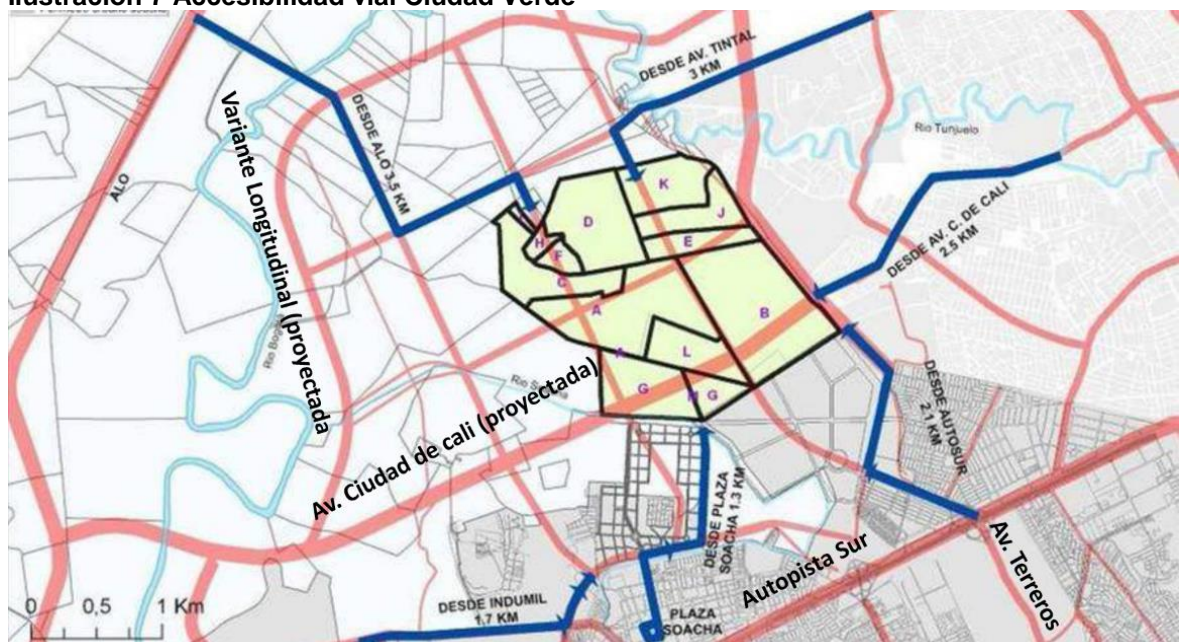 Ilustración 7 Accesibilidad vial Ciudad Verde
DESDE AV. TINTAL
3 KM
Rio Tunjuelo
ALO
Variante Longitudinal (proyectada)
DESDE ALO 3.5 KM
K
D
J
H
F
E
C
DESDE AV. C. DE CALI
2.5 KM
A
B
Rio Bogotá
A
L
Rio S
G
G
Av. Ciudad de cali (proyectada)
DESDE AUTOSUR
2.1 KM
DESDE PLAZA
SOACHA 1.3 KM
Autopista Sur
Av. Terreros
0 0,5 1 Km
DESDE INDUMIL
1.7 KM
PLAZA
SOACHA